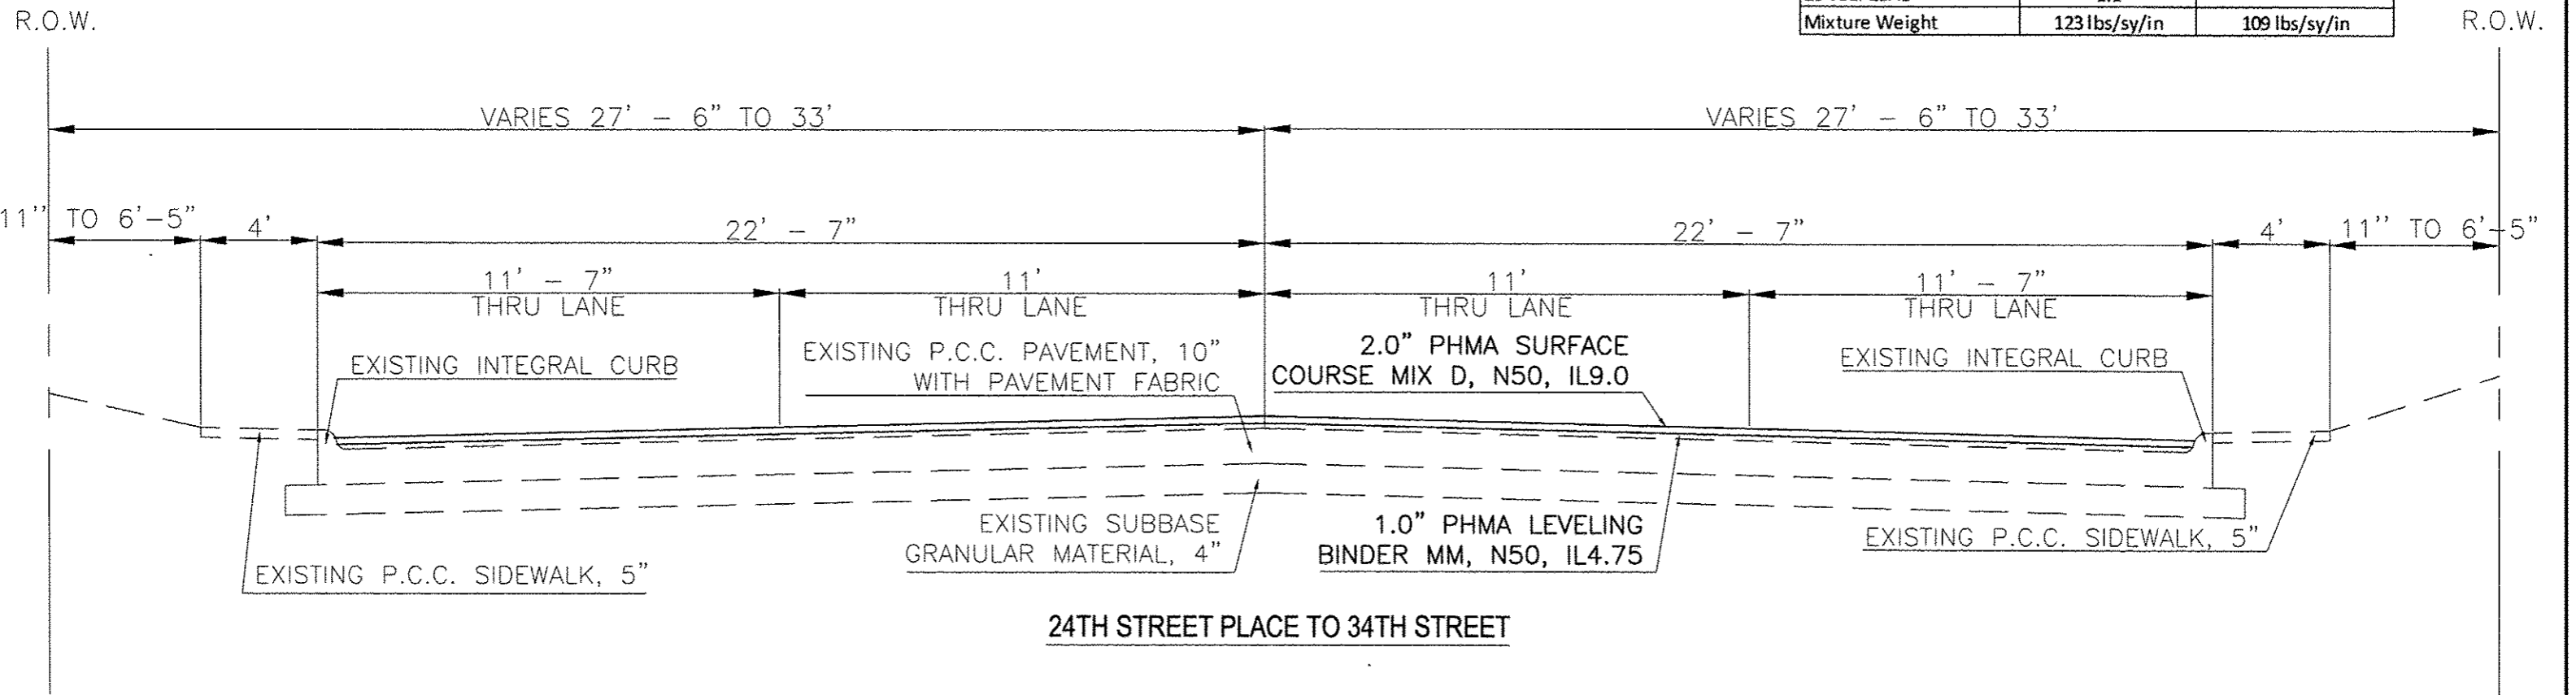 R.O.W.
Mixture Weight 123 lbs/sy/in 109 lbs/sy/in
R.O.W.
VARIES 27' – 6" TO 33'
VARIES 27' – 6" TO 33'
11" TO 6'–5"
4'
22' – 7"
22' – 7"
4'
11" TO 6'–5"
11' – 7"
THRU LANE
11'
THRU LANE
11'
THRU LANE
11' – 7"
THRU LANE
EXISTING INTEGRAL CURB
EXISTING P.C.C. PAVEMENT, 10"
WITH PAVEMENT FABRIC
2.0" PHMA SURFACE
COURSE MIX D, N50, IL9.0
EXISTING INTEGRAL CURB
EXISTING P.C.C. SIDEWALK, 5"
EXISTING SUBBASE
GRANULAR MATERIAL, 4"
1.0" PHMA LEVELING
BINDER MM, N50, IL4.75
EXISTING P.C.C. SIDEWALK, 5"
24TH STREET PLACE TO 34TH STREET